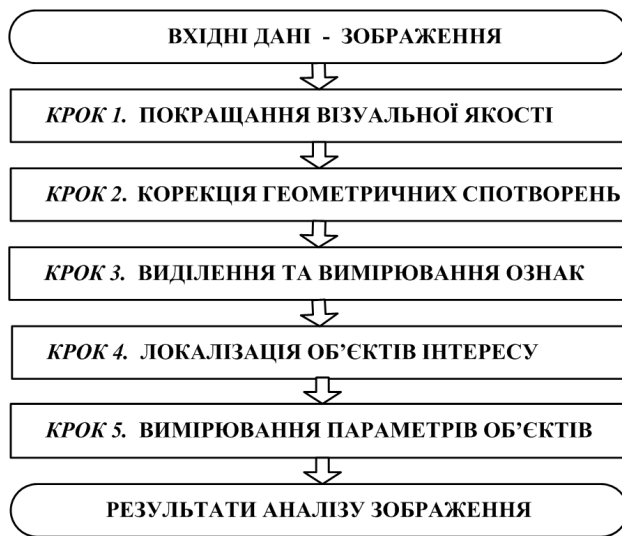 ВХІДНІ ДАНІ - ЗОБРАЖЕННЯ
КРОК 1. ПОКРАЩАННЯ ВІЗУАЛЬНОЇ ЯКОСТІ
КРОК 2. КОРЕКЦІЯ ГЕОМЕТРИЧНИХ СПОТВОРЕНЬ
КРОК 3. ВИДІЛЕННЯ ТА ВИМІРЮВАННЯ ОЗНАК
КРОК 4. ЛОКАЛІЗАЦІЯ ОБ’ЄКТІВ ІНТЕРЕСУ
КРОК 5. ВИМІРЮВАННЯ ПАРАМЕТРІВ ОБ’ЄКТІВ
РЕЗУЛЬТАТИ АНАЛІЗУ ЗОБРАЖЕННЯ